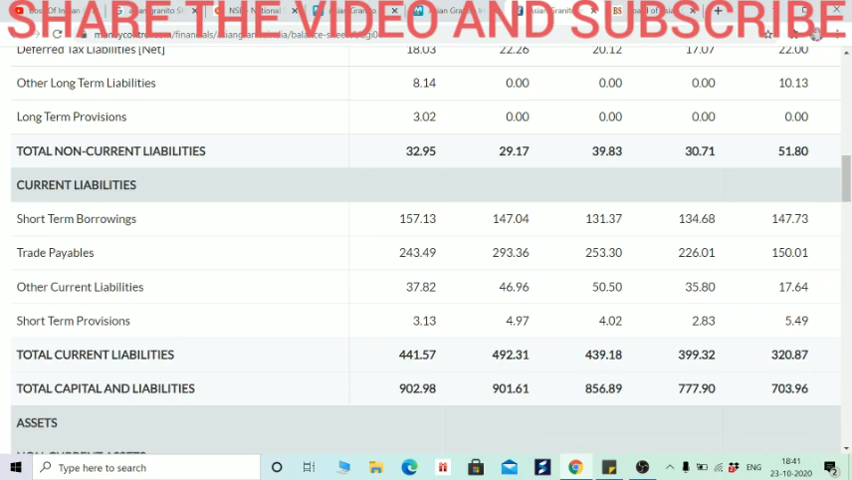 SHARE THE VIDEO AND SUBSCRIBE
Deferred Tax Liabilities [Net] 18.03 22.26 20.12 17.07 22.00
Other Long Term Liabilities 8.14 0.00 0.00 0.00 10.13
Long Term Provisions 3.02 0.00 0.00 0.00 0.00
TOTAL NON-CURRENT LIABILITIES 32.95 29.17 39.83 30.71 51.80
CURRENT LIABILITIES
Short Term Borrowings 157.13 147.04 131.37 134.68 147.73
Trade Payables 243.49 293.36 253.30 226.01 150.01
Other Current Liabilities 37.82 46.96 50.50 35.80 17.64
Short Term Provisions 3.13 4.97 4.02 2.83 5.49
TOTAL CURRENT LIABILITIES 441.57 492.31 439.18 399.32 320.87
TOTAL CAPITAL AND LIABILITIES 902.98 901.61 856.89 777.90 703.96
ASSETS
NON-CURRENT ASSETS
Type here to search ENG 18:41
23-10-2020 2